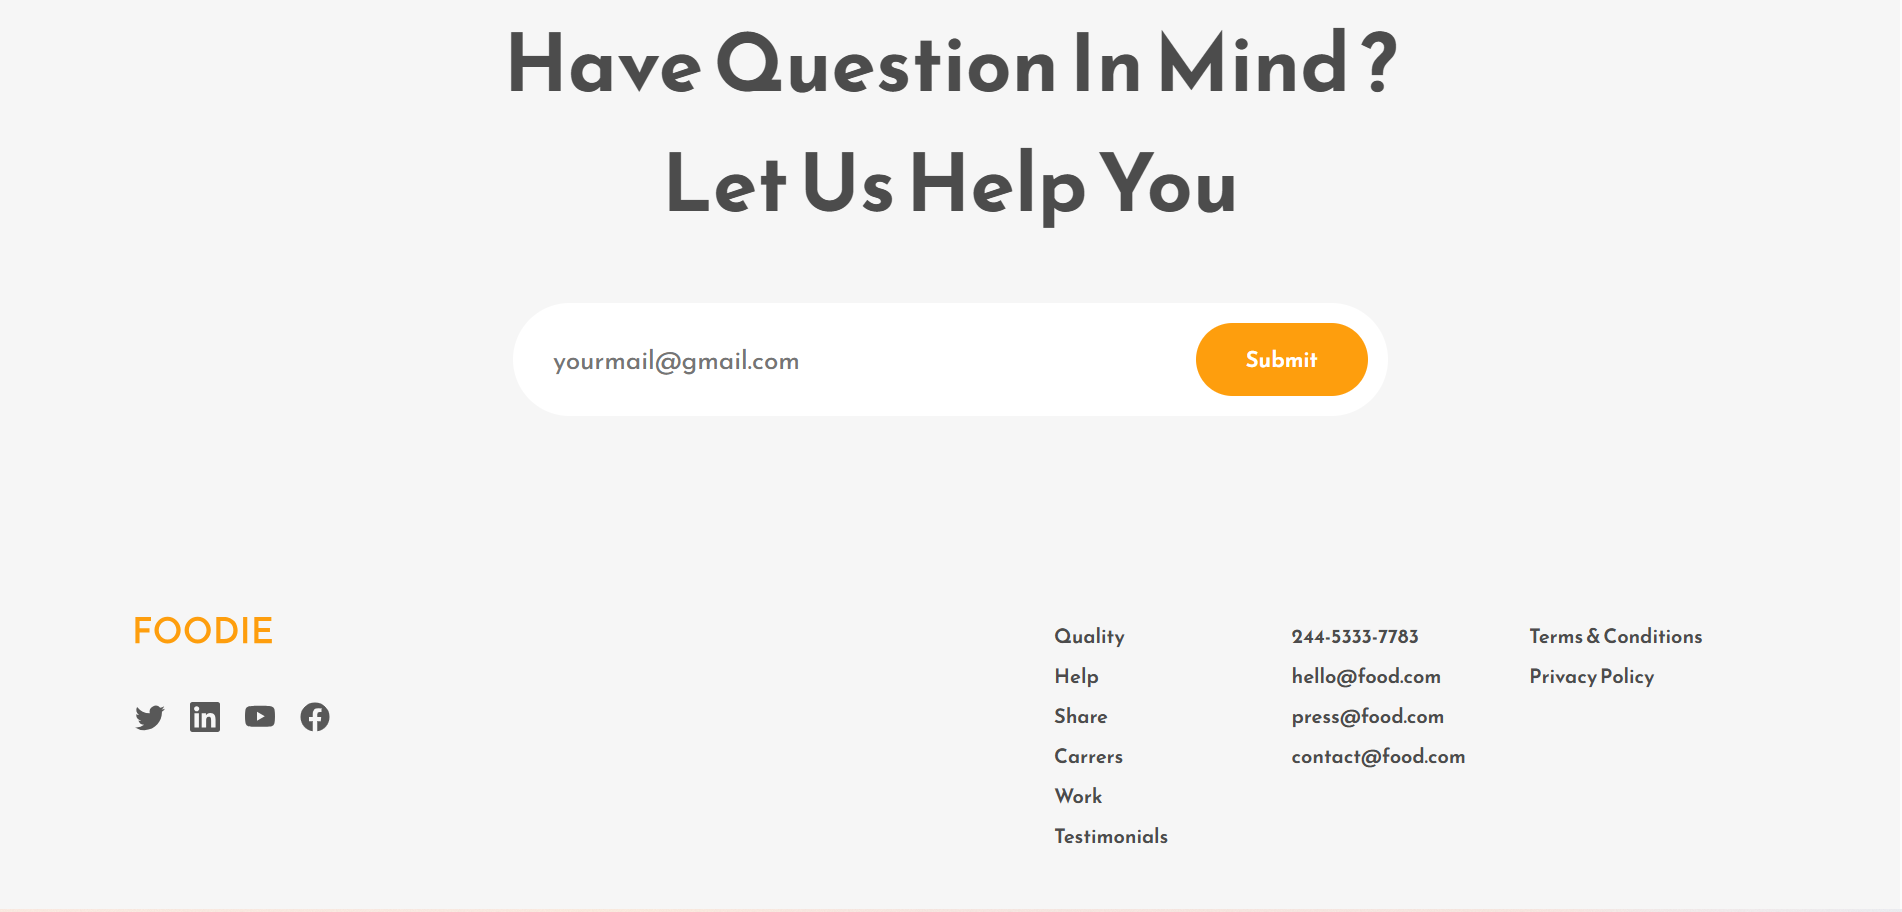 Have Question In Mind ?
Let Us Help You
yourmail@gmail.com
Submit
FOODIE
Quality
Help
Share
Carrers
Work
Testimonials
244-5333-7783
hello@food.com
press@food.com
contact@food.com
Terms & Conditions
Privacy Policy